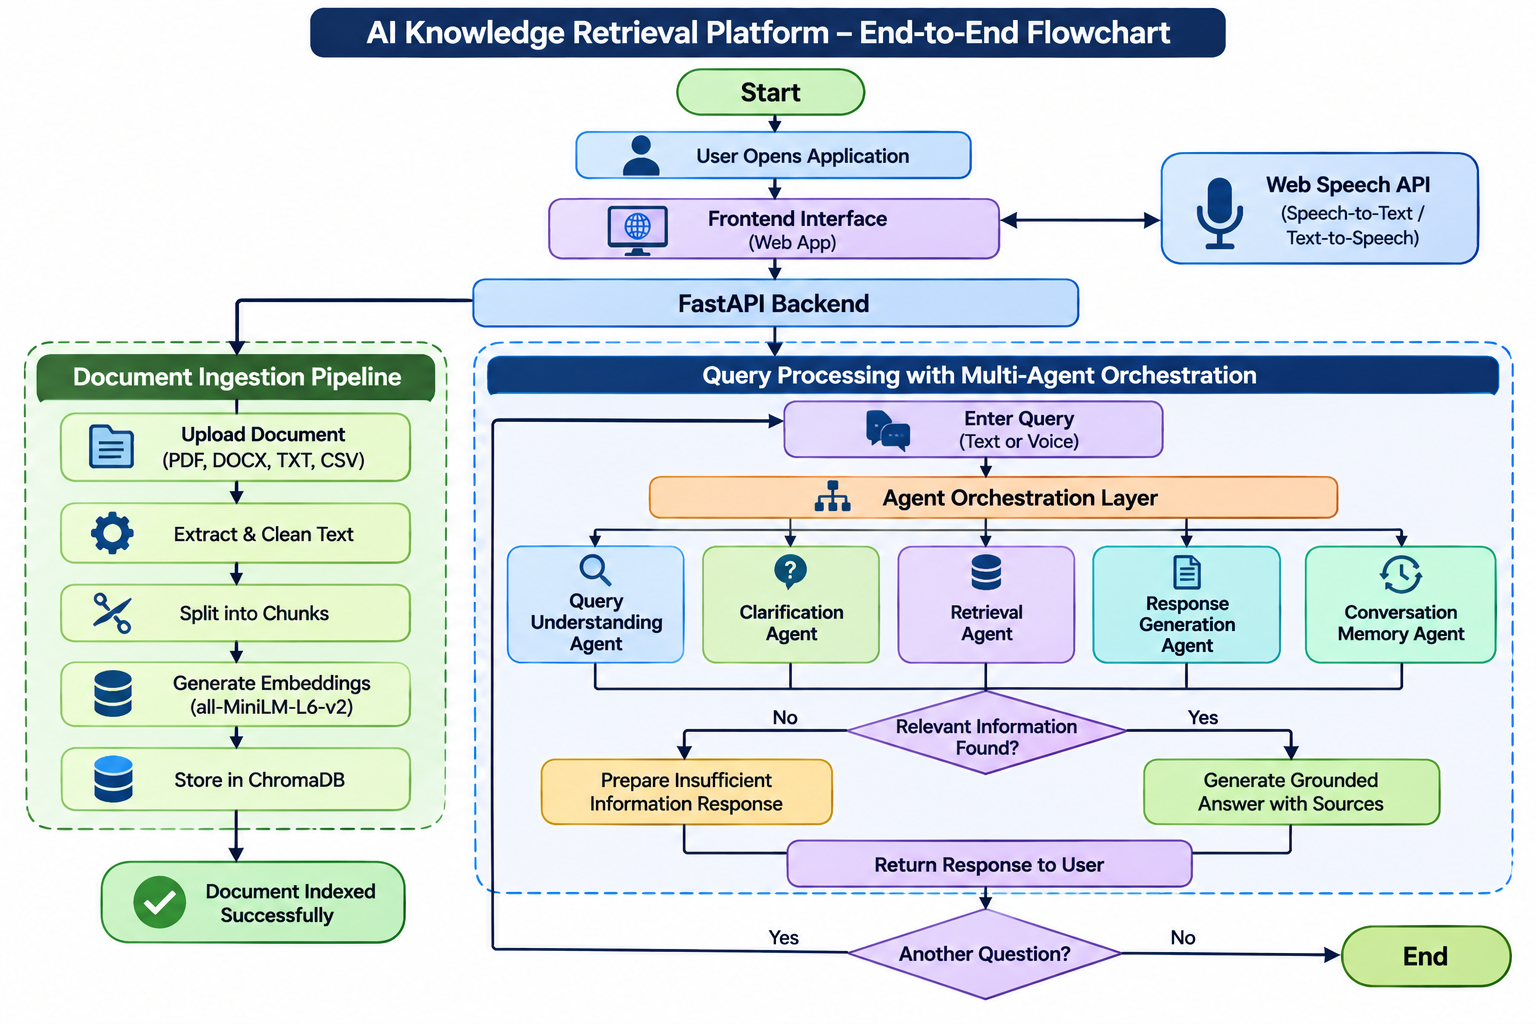 AI Knowledge Retrieval Platform – End-to-End Flowchart
Start
User Opens Application
Frontend Interface
(Web App)
Web Speech API
(Speech-to-Text /
Text-to-Speech)
FastAPI Backend
Document Ingestion Pipeline
Upload Document
(PDF, DOCX, TXT, CSV)
Extract & Clean Text
Split into Chunks
Generate Embeddings
(all-MiniLM-L6-v2)
Store in ChromaDB
Document Indexed
Successfully
Query Processing with Multi-Agent Orchestration
Enter Query
(Text or Voice)
Agent Orchestration Layer
Query
Understanding
Agent
?
Clarification
Agent
Retrieval
Agent
Response
Generation
Agent
Conversation
Memory Agent
Relevant Information
Found?
No
Yes
Prepare Insufficient
Information Response
Generate Grounded
Answer with Sources
Return Response to User
Another Question?
Yes
No
End